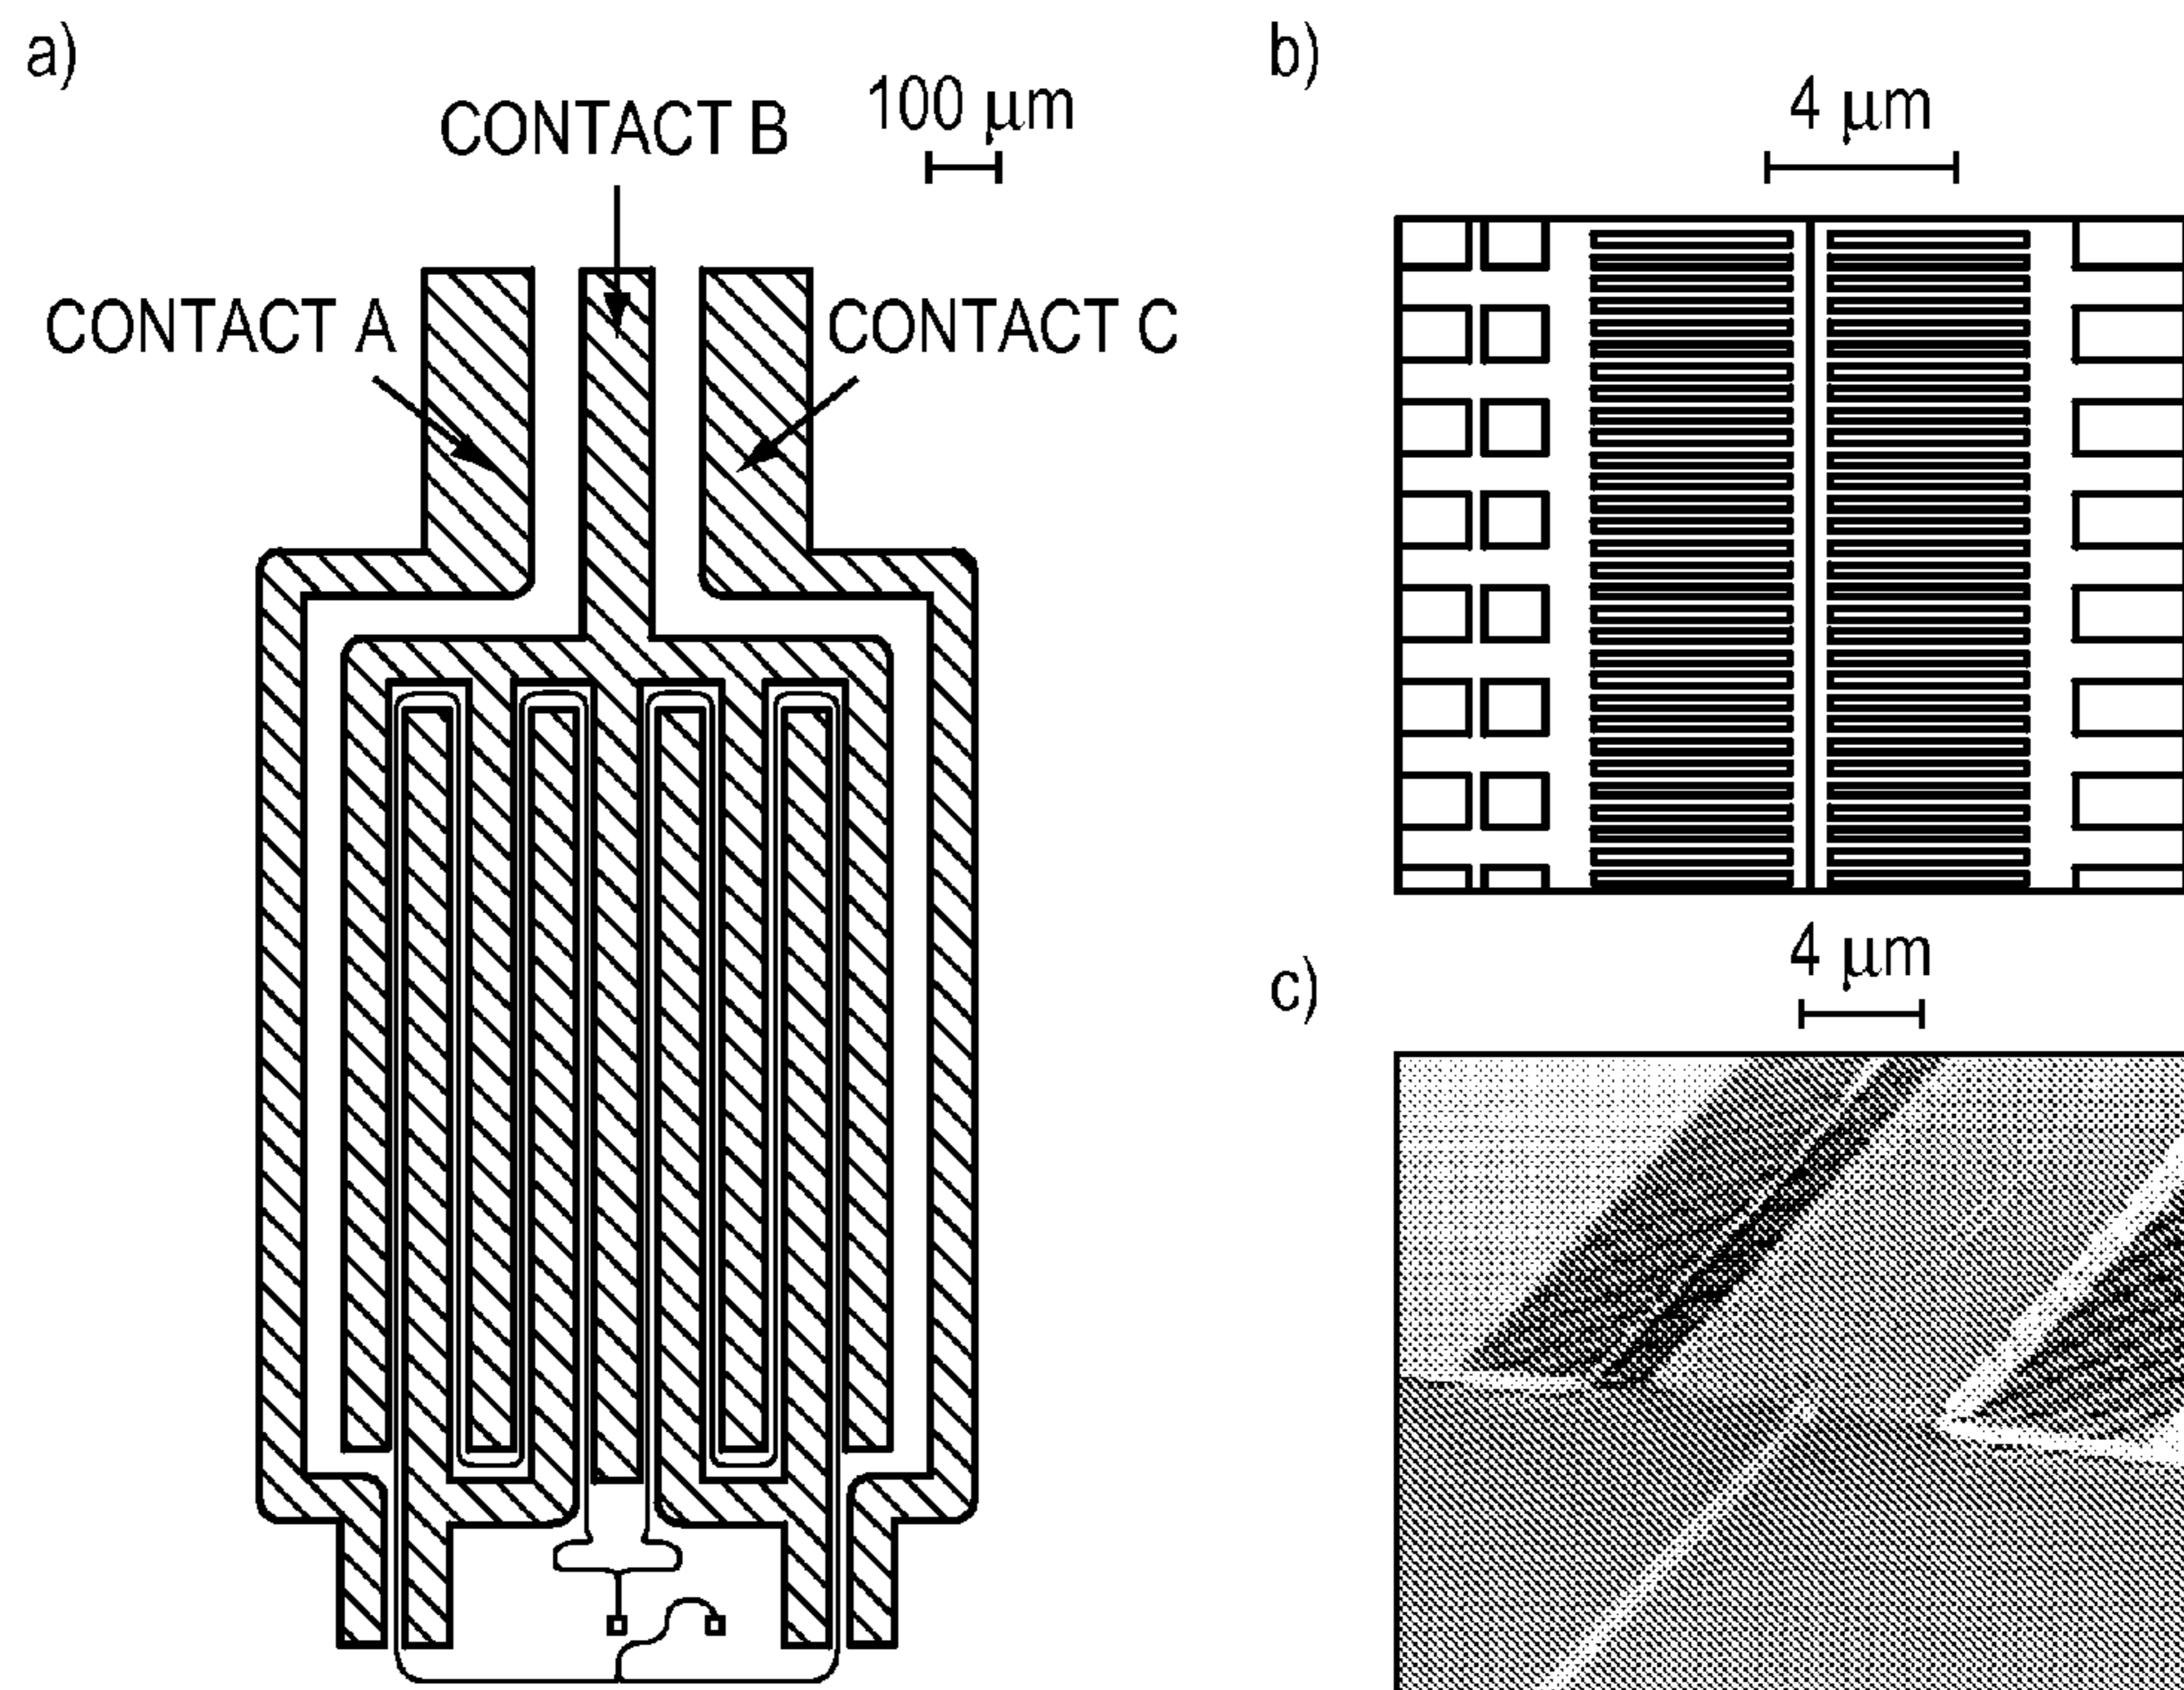 a)
CONTACT B
100 μm
CONTACT A
CONTACT C
b)
4 μm
c)
4 μm